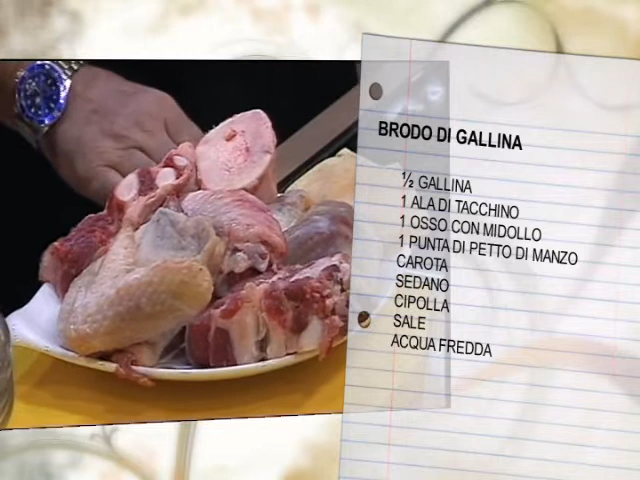 BRODO DI GALLINA
½ GALLINA
1 ALA DI TACCHINO
1 OSSO CON MIDOLLO
1 PUNTA DI PETTO DI MANZO
CAROTA
SEDANO
CIPOLLA
SALE
ACQUA FREDDA